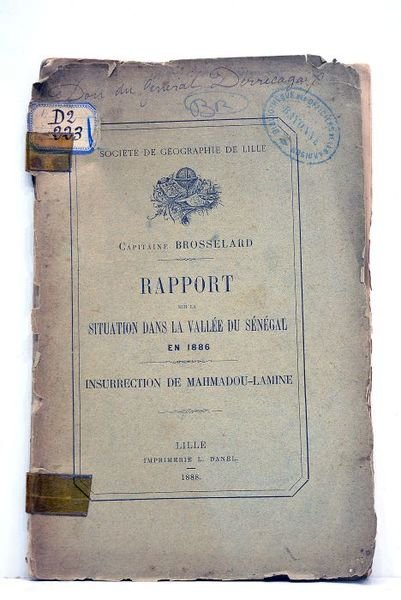 Don du général Derrécagaix
BR
D2
223
SOCIÉTÉ DE GÉOGRAPHIE DE LILLE
CAPITAINE BROSSELARD
RAPPORT
SUR LA
SITUATION DANS LA VALLÉE DU SÉNÉGAL
EN 1886
INSURRECTION DE MAHMADOU-LAMINE
LILLE
IMPRIMERIE L. DANEL.
1888.